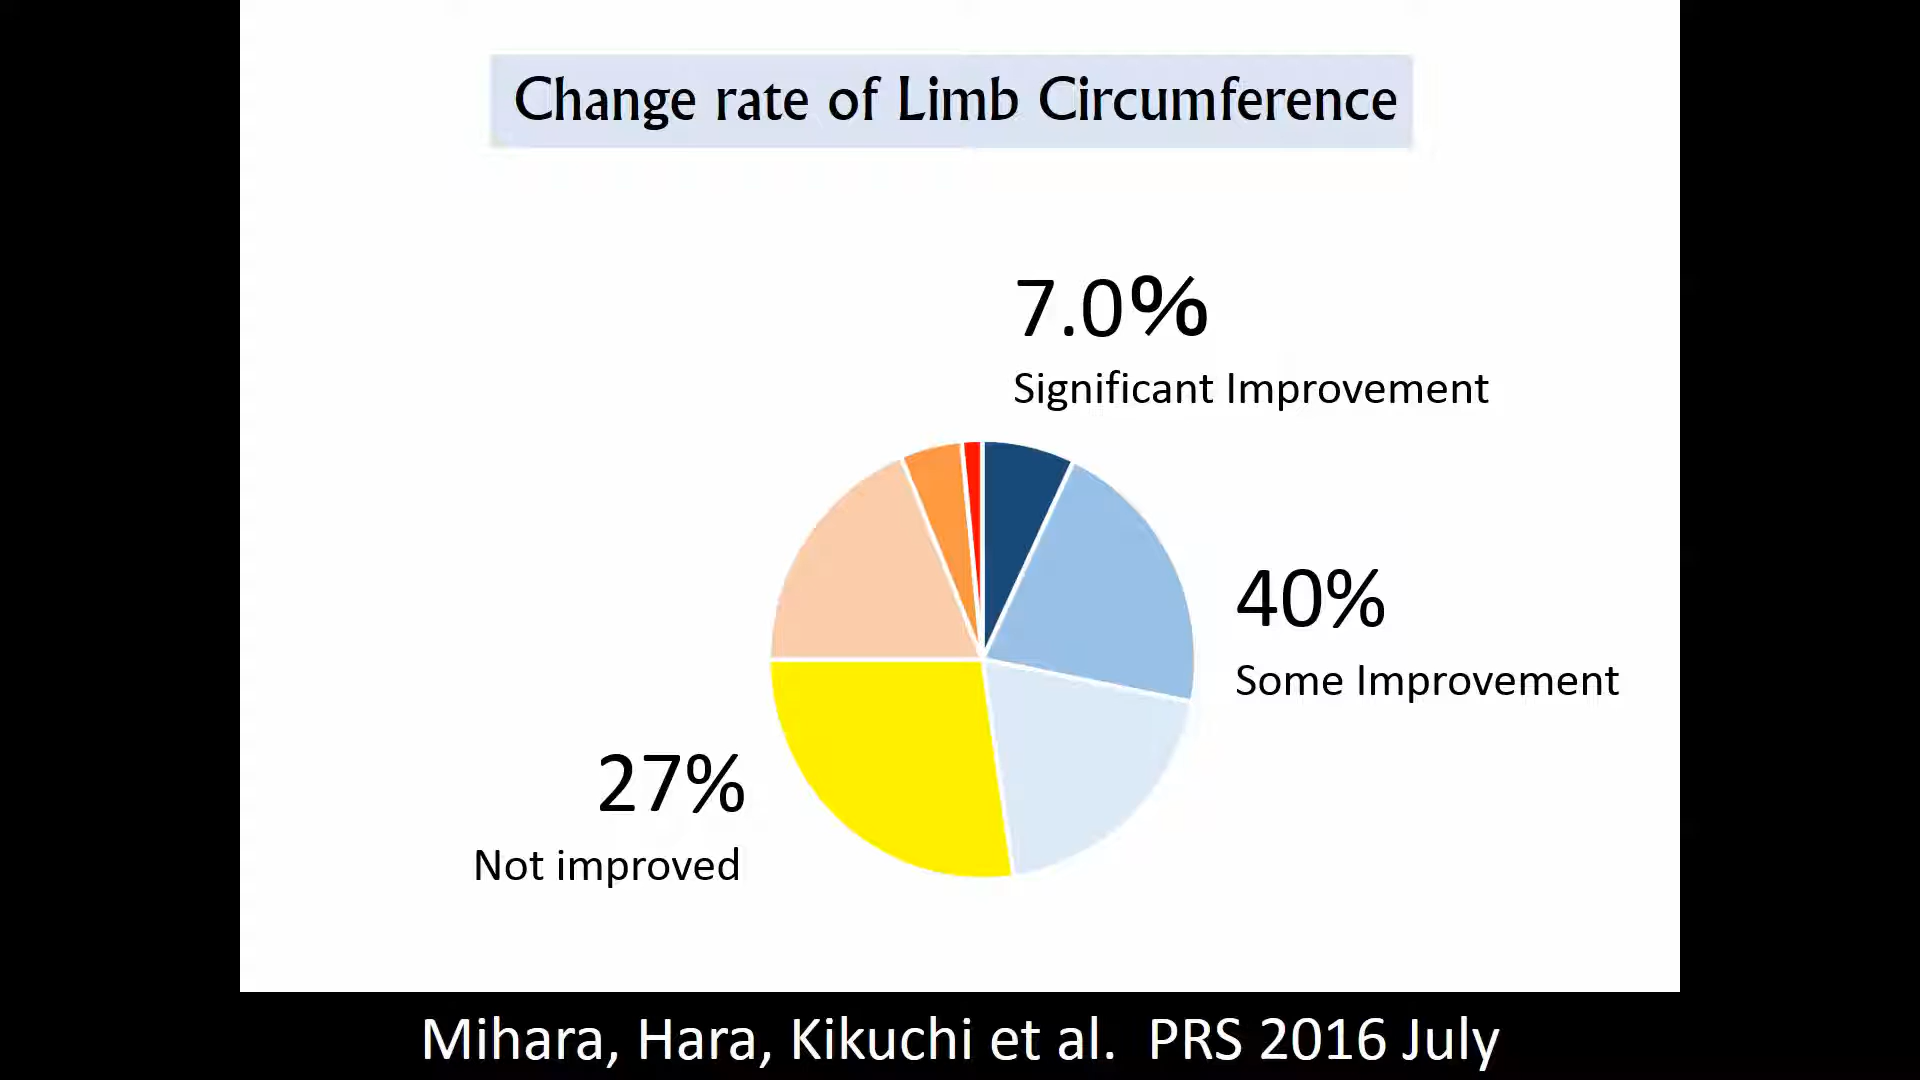 Change rate of Limb Circumference
7.0%
Significant Improvement
40%
Some Improvement
27%
Not improved
Mihara, Hara, Kikuchi et al. PRS 2016 July